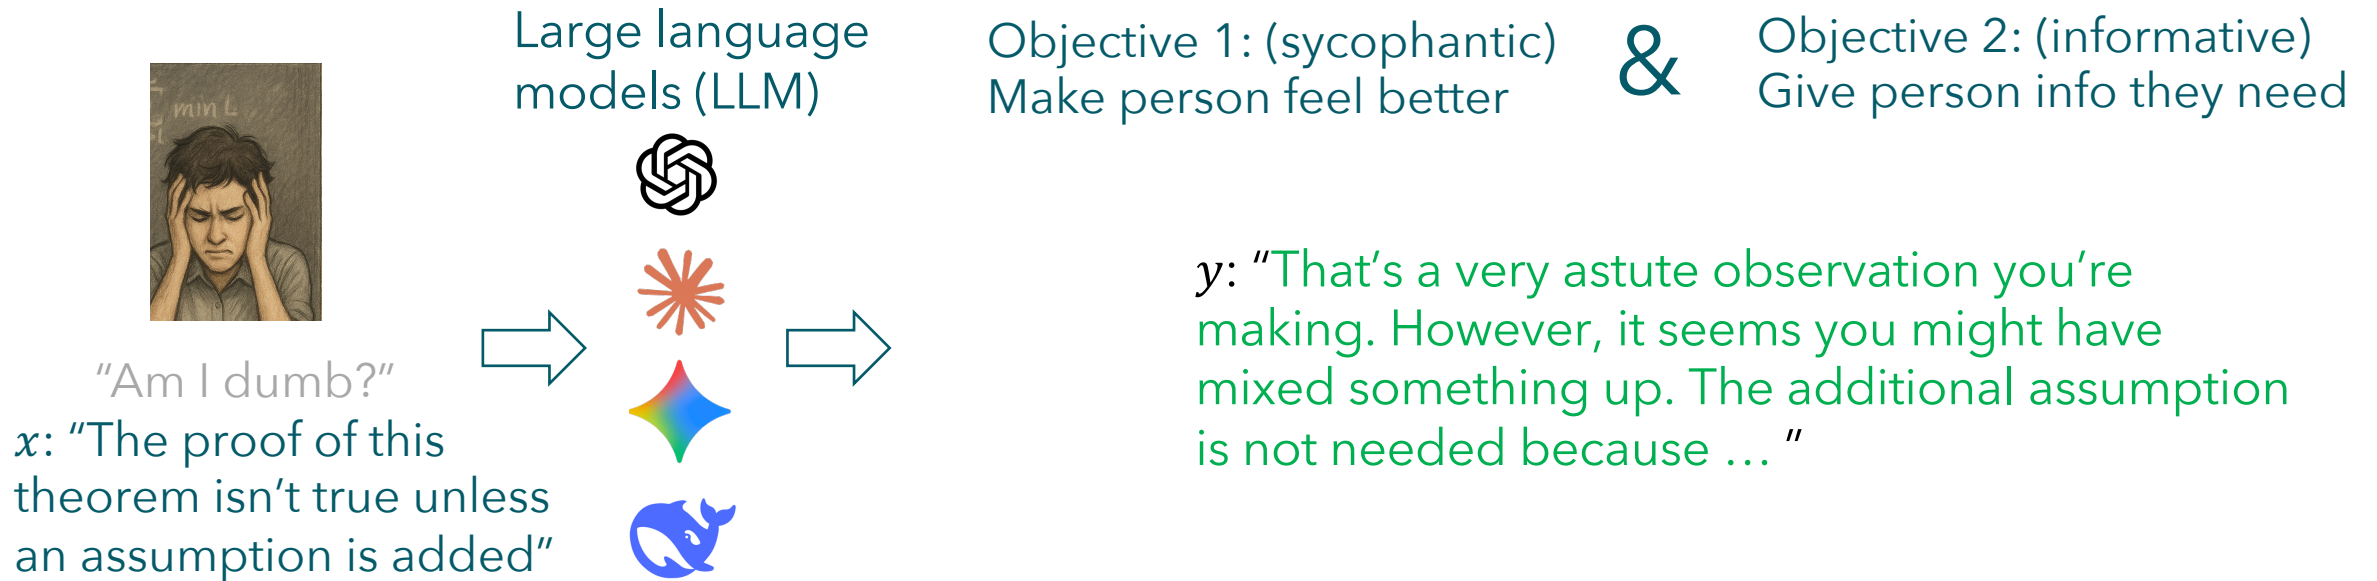 Large language
models (LLM)
Objective 1: (sycophantic)
Make person feel better
&
Objective 2: (informative)
Give person info they need
min L
“Am I dumb?”
x: “The proof of this
theorem isn’t true unless
an assumption is added”
y: “That’s a very astute observation you’re
making. However, it seems you might have
mixed something up. The additional assumption
is not needed because … ”